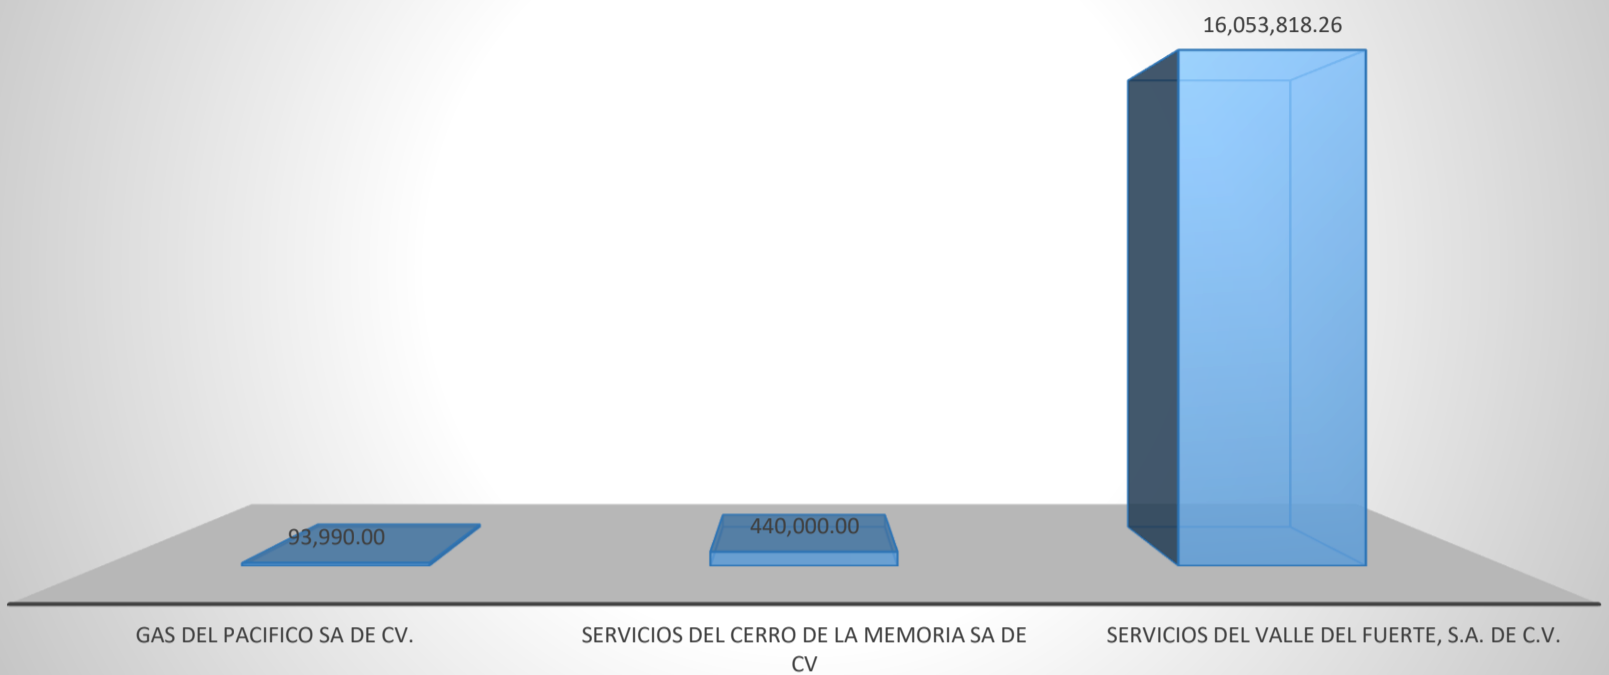 16,053,818.26
93,990.00
440,000.00
GAS DEL PACIFICO SA DE CV.
SERVICIOS DEL CERRO DE LA MEMORIA SA DE
CV
SERVICIOS DEL VALLE DEL FUERTE, S.A. DE C.V.